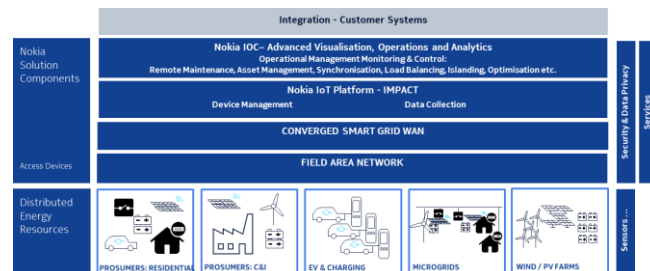 Integration - Customer Systems
Nokia
Solution
Components
Access Devices
Nokia IOC– Advanced Visualisation, Operations and Analytics
Operational Management Monitoring & Control:
Remote Maintenance, Asset Management, Synchronisation, Load Balancing, Islanding, Optimisation etc.
Nokia IoT Platform - IMPACT
Device Management
Data Collection
CONVERGED SMART GRID WAN
FIELD AREA NETWORK
Security & Data Privacy
Services
Distributed
Energy
Resources
PROSUMERS: RESIDENTIAL
PROSUMERS: C&I
EV & CHARGING
MICROGRIDS
WIND / PV FARMS
Sensors ...